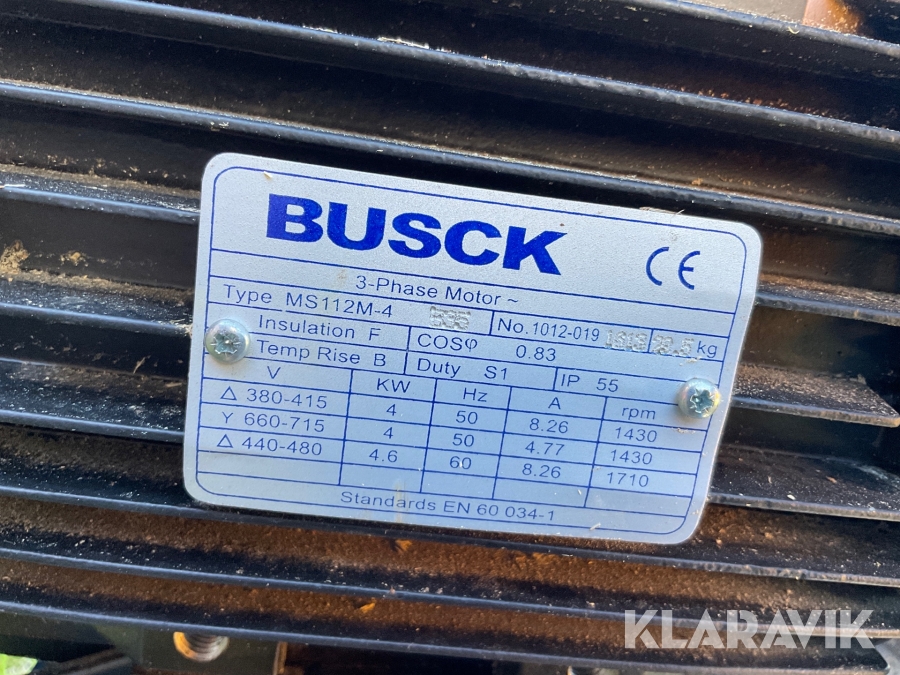 BUSCK
CE
3-Phase Motor ~
Type MS112M-4
No.1012-019 kg
Insulation F
COSφ 0.83
Temp Rise B
Duty S1
IP 55
V KW Hz A rpm
Δ 380-415 4 50 8.26 1430
Y 660-715 4 50 4.77 1430
Δ 440-480 4.6 60 8.26 1710
Standards EN 60 034-1
KLARAVIK